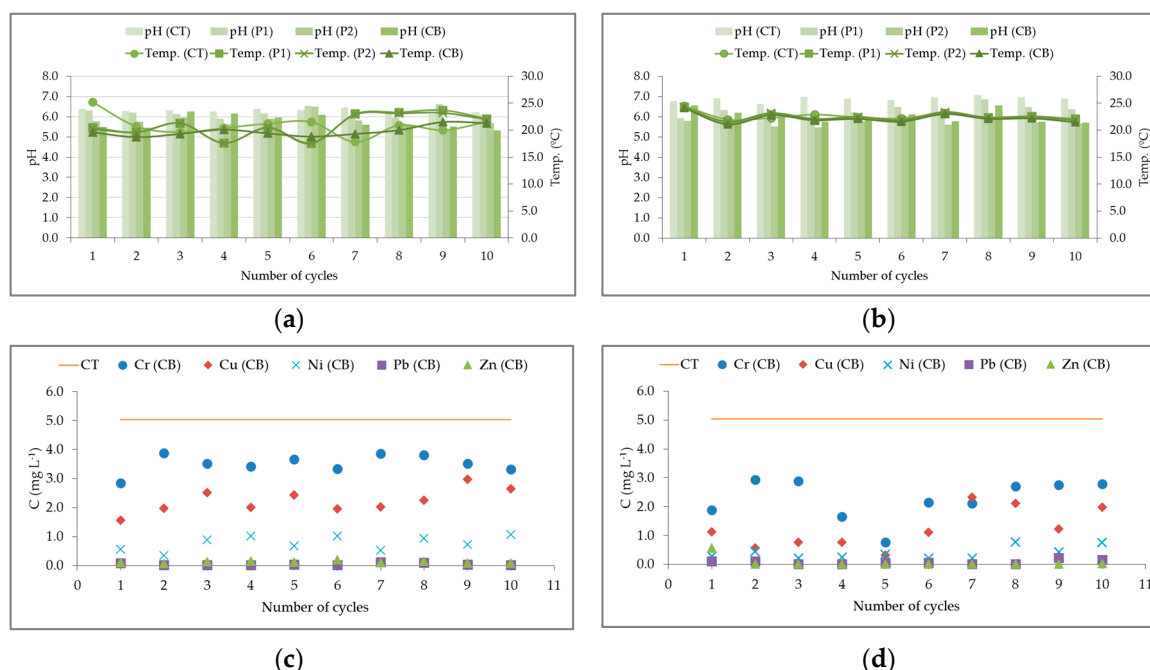 pH (CT) pH (P1) pH (P2) pH (CB)
Temp. (CT) Temp. (P1) Temp. (P2) Temp. (CB)
8.0 30.0
7.0 25.0
6.0 20.0
5.0 15.0
4.0 10.0
3.0 5.0
2.0 0.0
1.0
0.0
pH
Temp. (ºC)
1 2 3 4 5 6 7 8 9 10
Number of cycles
(a)
pH (CT) pH (P1) pH (P2) pH (CB)
Temp. (CT) Temp. (P1) Temp. (P2) Temp. (CB)
8.0 30.0
7.0 25.0
6.0 20.0
5.0 15.0
4.0 10.0
3.0 5.0
2.0 0.0
1.0
0.0
pH
Temp. (ºC)
1 2 3 4 5 6 7 8 9 10
Number of cycles
(b)
CT Cr (CB) Cu (CB) Ni (CB) Pb (CB) Zn (CB)
6.0
5.0
4.0
3.0
2.0
1.0
0.0
C (mg L-1)
0 1 2 3 4 5 6 7 8 9 10 11
Number of cycles
(c)
CT Cr (CB) Cu (CB) Ni (CB) Pb (CB) Zn (CB)
6.0
5.0
4.0
3.0
2.0
1.0
0.0
C (mg L-1)
0 1 2 3 4 5 6 7 8 9 10 11
Number of cycles
(d)